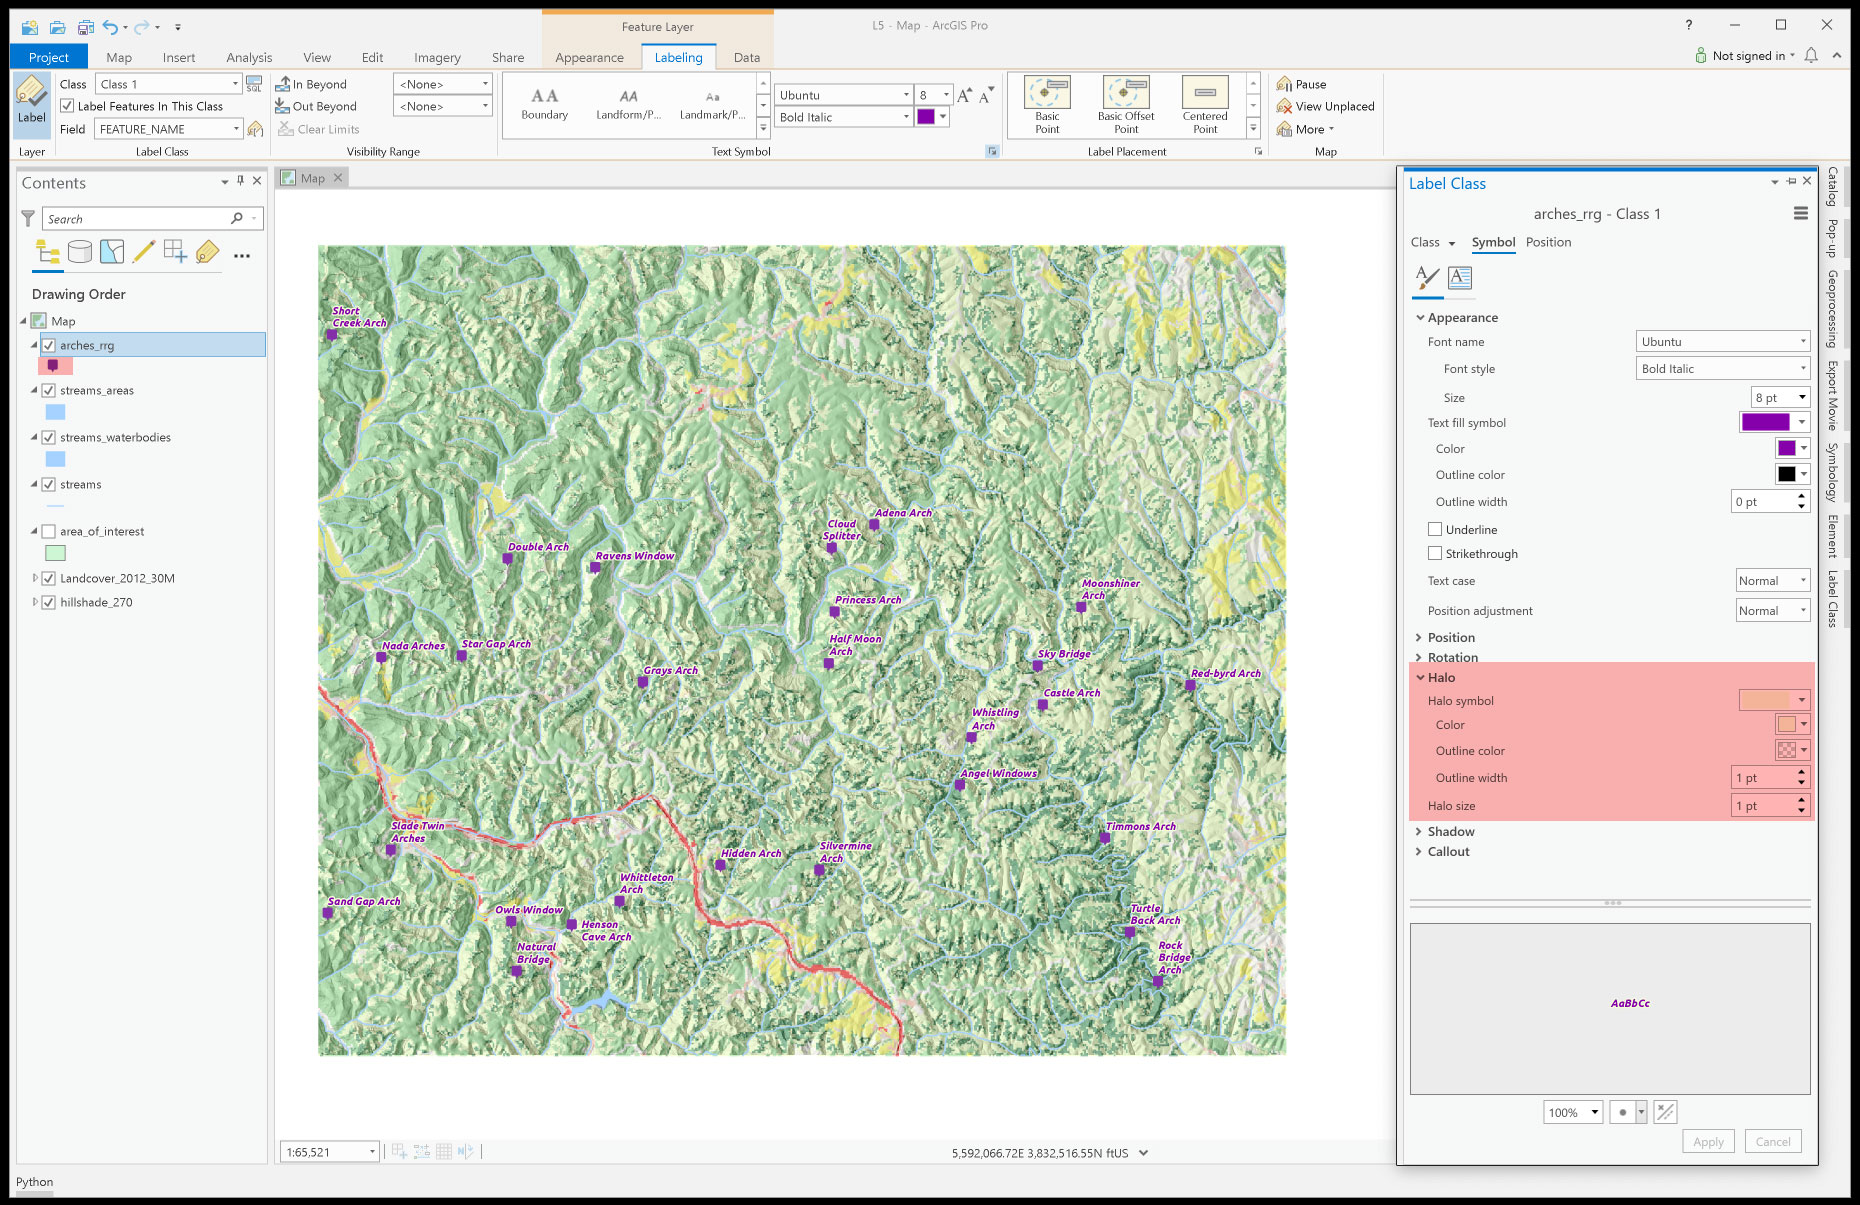 Feature Layer
L5 - Map - ArcGIS Pro
?
Project
Map
Insert
Analysis
View
Edit
Imagery
Share
Appearance
Labeling
Data
Not signed in
Label
Layer
Class
Class 1
SQL
Label Features In This Class
Field
FEATURE_NAME
Label Class
In Beyond
<None>
Out Beyond
<None>
Clear Limits
Visibility Range
AA
Boundary
AA
Landform/P...
Aa
Landmark/P...
Ubuntu
8
A
A
Bold Italic
Text Symbol
Basic
Point
Basic Offset
Point
Centered
Point
Label Placement
Pause
View Unplaced
More
Map
Contents
Search
Drawing Order
Map
arches_rrg
streams_areas
streams_waterbodies
streams
area_of_interest
Landcover_2012_30M
hillshade_270
Map
Short
Creek Arch
Adena Arch
Cloud
Splitter
Double Arch
Ravens Window
Moonshiner
Arch
Princess Arch
Half Moon
Arch
Nada Arches
Star Gap Arch
Sky Bridge
Grays Arch
Red-byrd Arch
Castle Arch
Whistling
Arch
Angel Windows
Slade Twin
Arches
Timmons Arch
Hidden Arch
Silvermine
Arch
Whittleton
Arch
Sand Gap Arch
Owls Window
Henson
Cave Arch
Turtle
Back Arch
Natural
Bridge
Rock
Bridge
Arch
1:65,521
5,592,066.72E 3,832,516.55N ftUS
Python
Label Class
arches_rrg - Class 1
Class
Symbol
Position
A
A
Appearance
Font name
Ubuntu
Font style
Bold Italic
Size
8 pt
Text fill symbol
Color
Outline color
Outline width
0 pt
Underline
Strikethrough
Text case
Normal
Position adjustment
Normal
Position
Rotation
Halo
Halo symbol
Color
Outline color
Outline width
1 pt
Halo size
1 pt
Shadow
Callout
AaBbCc
100%
Apply
Cancel
Catalog
Pop-up
Geoprocessing
Export Movie
Symbology
Element
Label Class